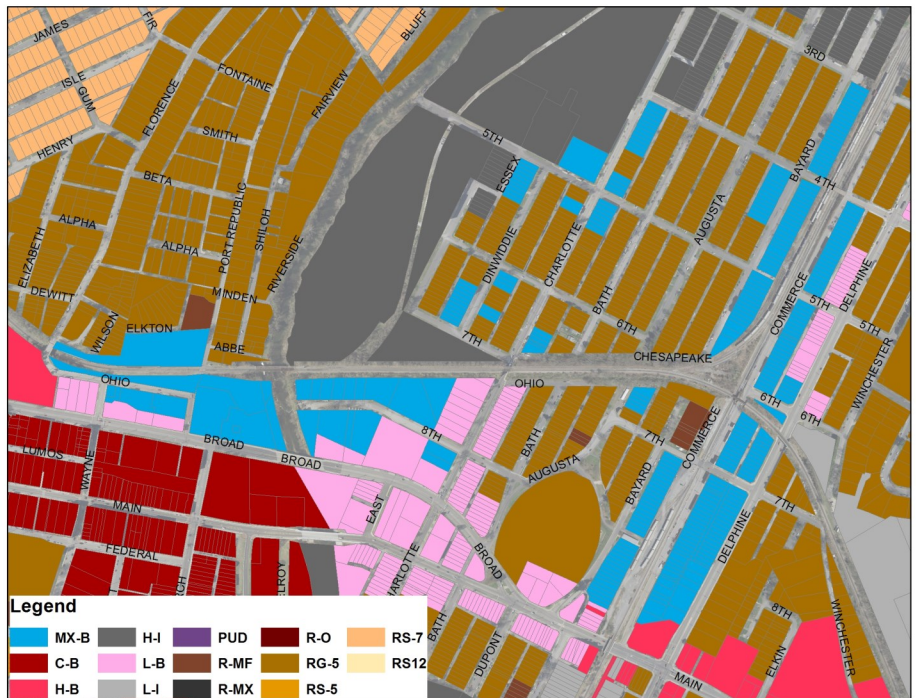 JAMES
FIR
BLUFF
3RD
ISLE
GUM
FONTAINE
FAIRVIEW
FLORENCE
HENRY
SMITH
5TH
BAYARD
4TH
BETA
ESSEX
AUGUSTA
PORT REPUBLIC
SHILOH
ALPHA
ALPHA
ELIZABETH
RIVERSIDE
DINWIDDIE
CHARLOTTE
DELPHINE
DEWITT
MINDEN
BATH
COMMERCE
5TH
5TH
WILSON
ELKTON
6TH
ABBE
7TH
CHESAPEAKE
WINCHESTER
OHIO
OHIO
6TH
6TH
8TH
BATH
7TH
COMMERCE
BROAD
BROAD
LUMOS
WAYNE
AUGUSTA
BAYARD
MAIN
EAST
7TH
DELPHINE
FEDERAL
BROAD
RCH
ELROY
HARLOTTE
8TH
WINCHESTER
BATH
DUPONT
ELKIN
MAIN
Legend
MX-B H-I PUD R-O RS-7
C-B L-B R-MF RG-5 RS12
H-B L-I R-MX RS-5